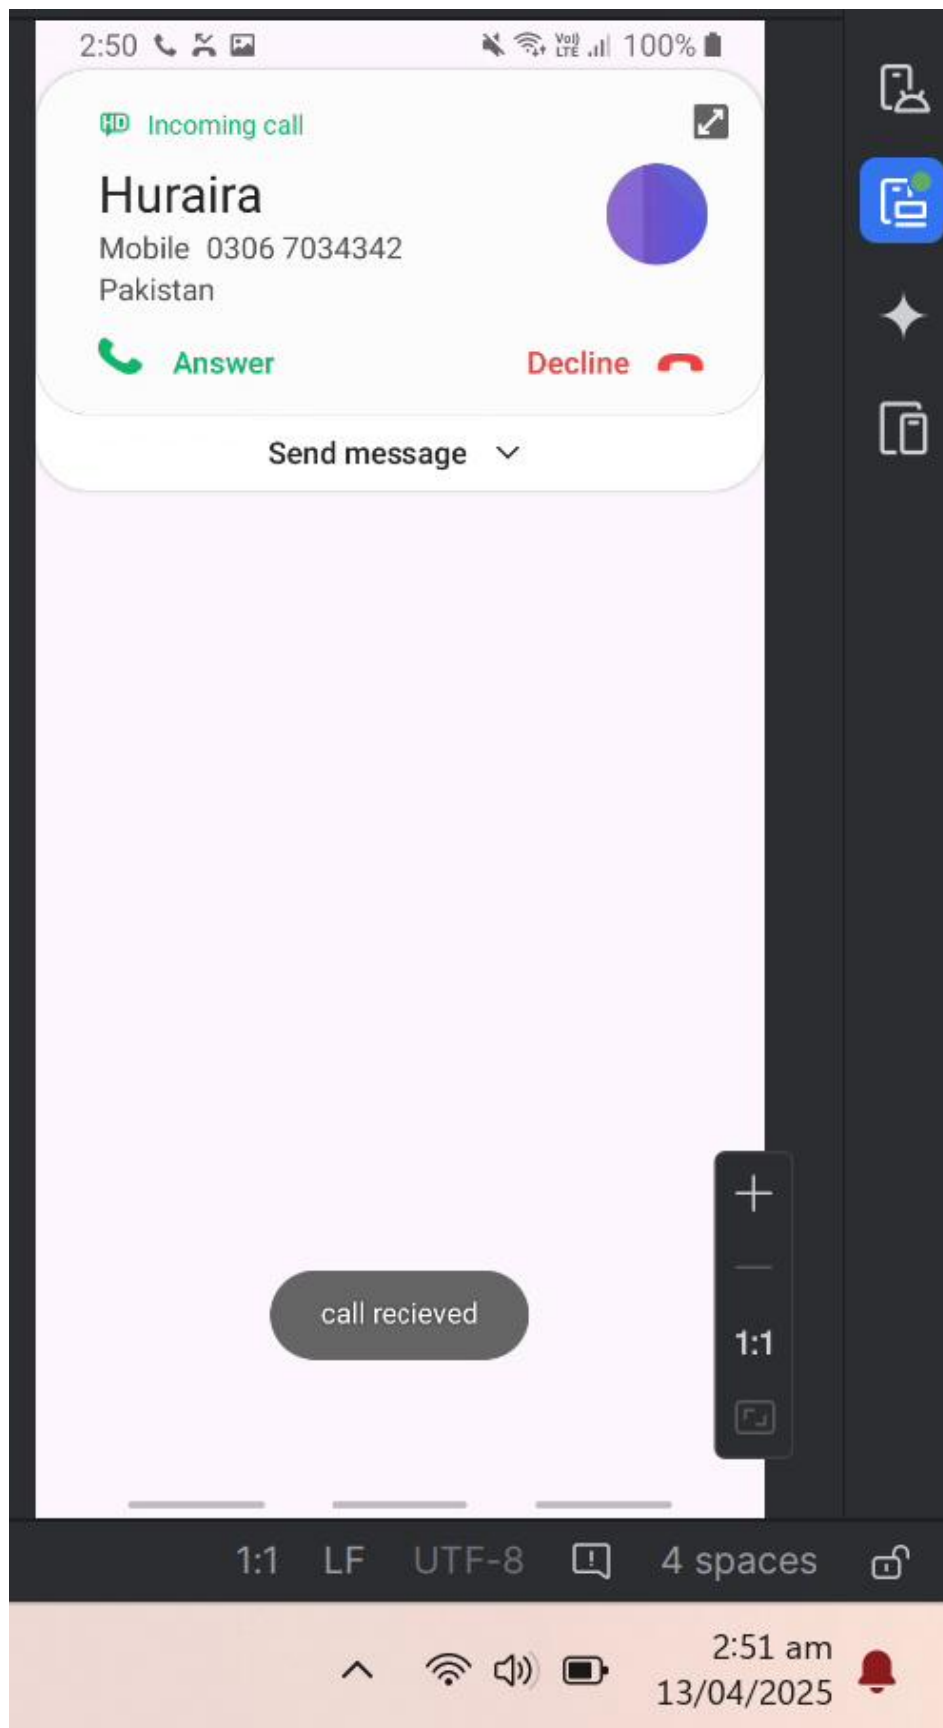 2:50 Vo) LTE 100%
HD Incoming call
Huraira
Mobile 0306 7034342
Pakistan
Answer Decline
Send message
call recieved
1:1
1:1 LF UTF-8 4 spaces
2:51 am
13/04/2025